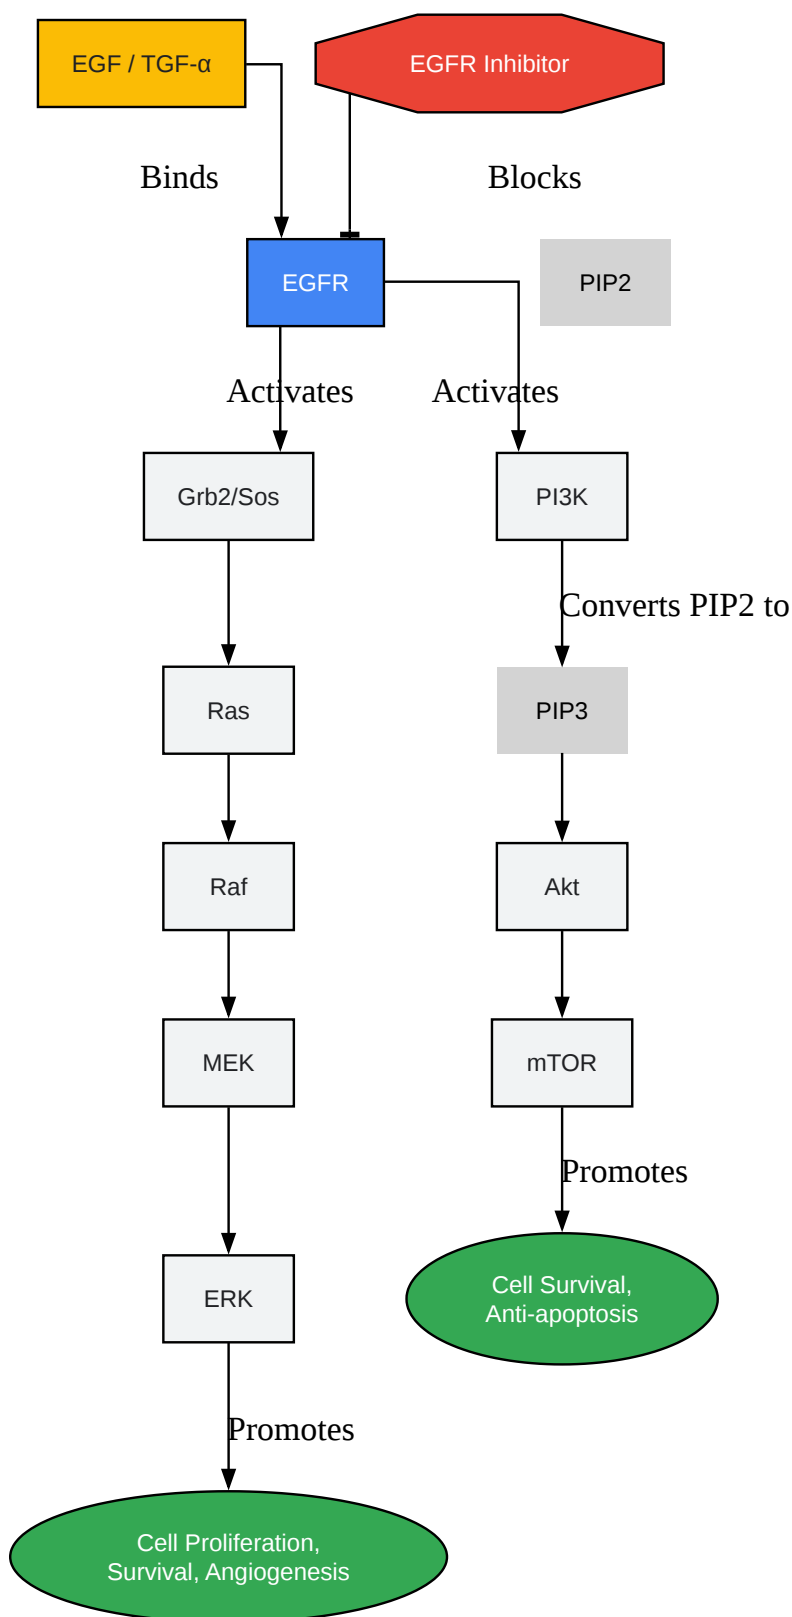 EGF / TGF-α
EGFR Inhibitor
Binds
Blocks
EGFR
PIP2
Activates
Activates
Grb2/Sos
PI3K
Converts PIP2 to
Ras
PIP3
Raf
Akt
MEK
mTOR
Promotes
ERK
Cell Survival,
Anti-apoptosis
Promotes
Cell Proliferation,
Survival, Angiogenesis